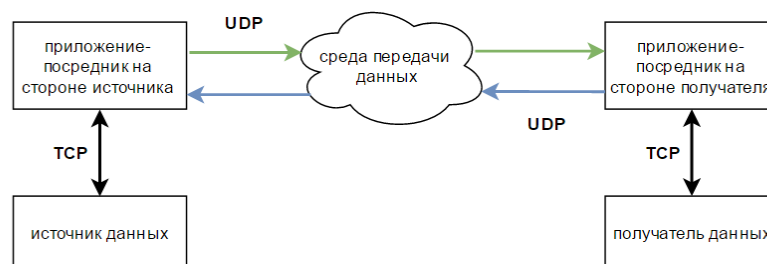 приложение-
посредник на
стороне источника
UDP
среда передачи
данных
UDP
приложение-
посредник на
стороне получателя
TCP
TCP
источник данных
получатель данных